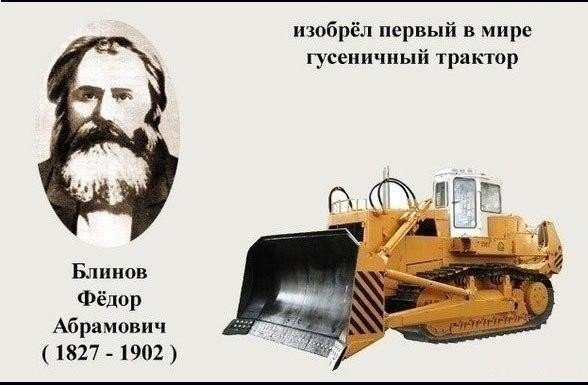 изобрёл первый в мире
гусеничный трактор
Блинов
Фёдор
Абрамович
( 1827 - 1902 )